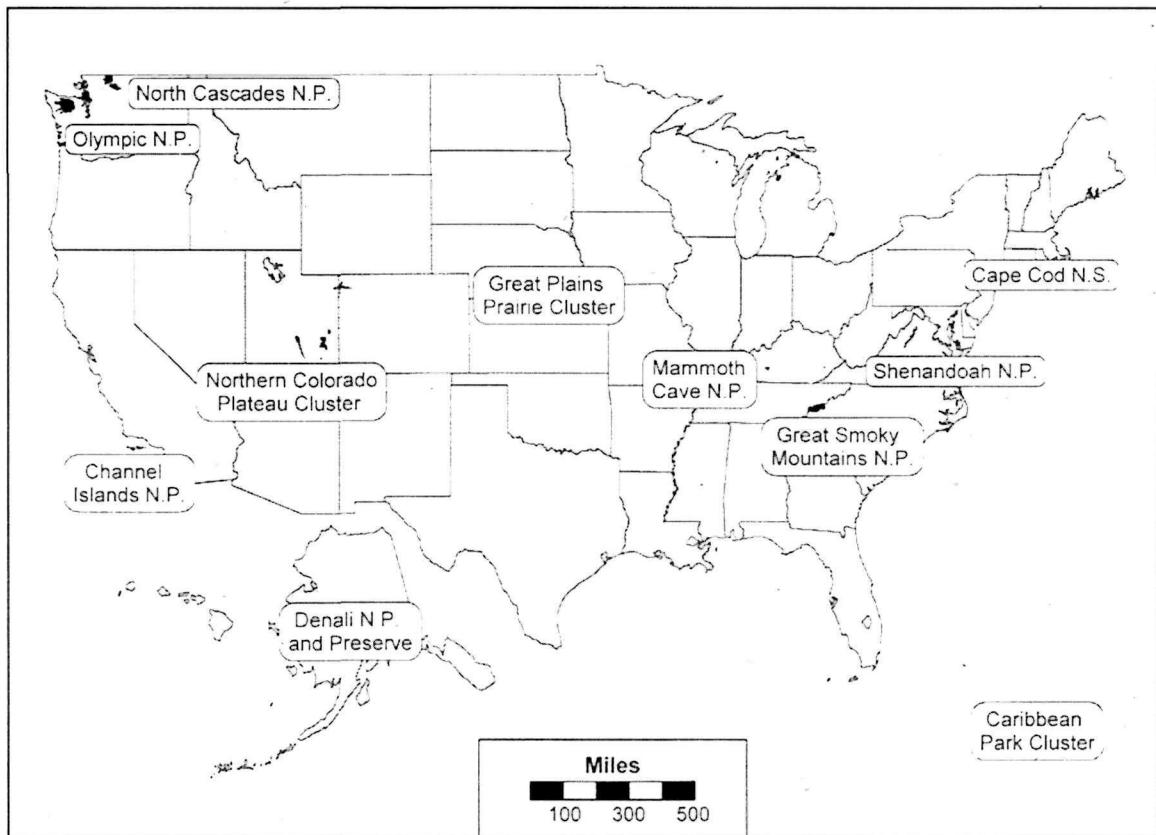 North Cascades N.P.
Olympic N.P.
Great Plains
Prairie Cluster
Cape Cod N.S.
Northern Colorado
Plateau Cluster
Mammoth
Cave N.P.
Shenandoah N.P.
Great Smoky
Mountains N.P.
Channel
Islands N.P.
Denali N P.
and Preserve
Caribbean
Park Cluster
Miles
100 300 500